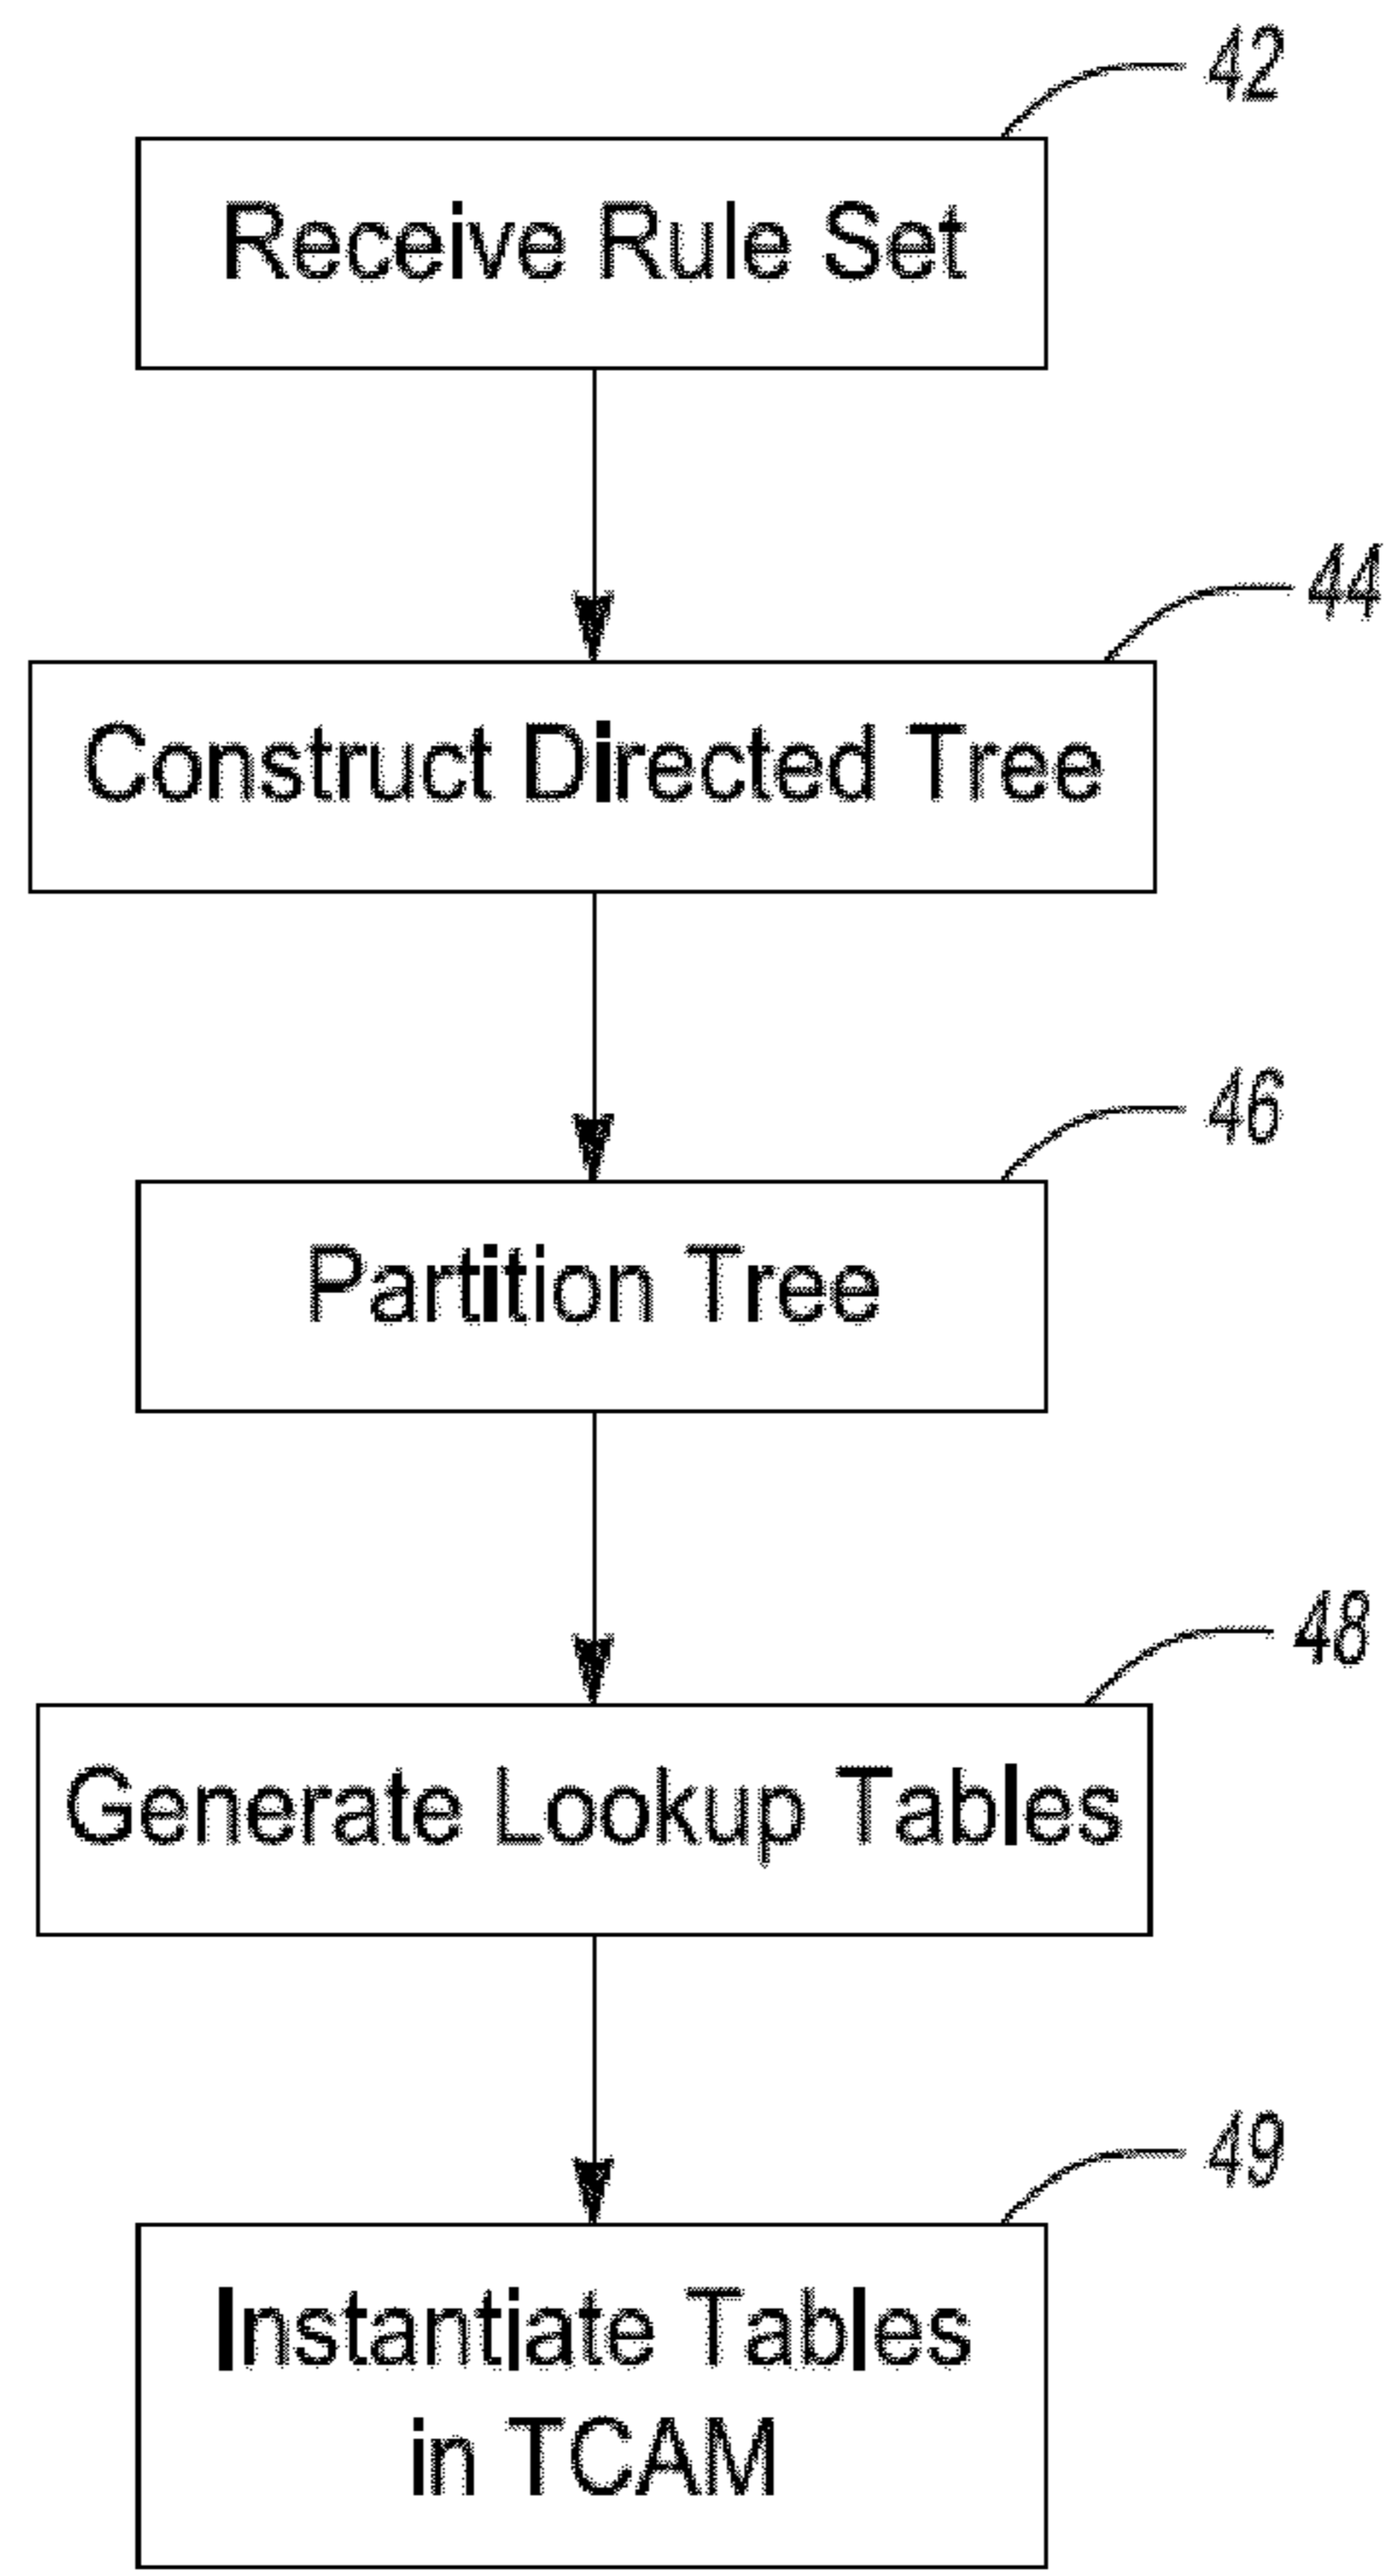 42
Receive Rule Set
44
Construct Directed Tree
46
Partition Tree
48
Generate Lookup Tables
49
Instantiate Tables
in TCAM